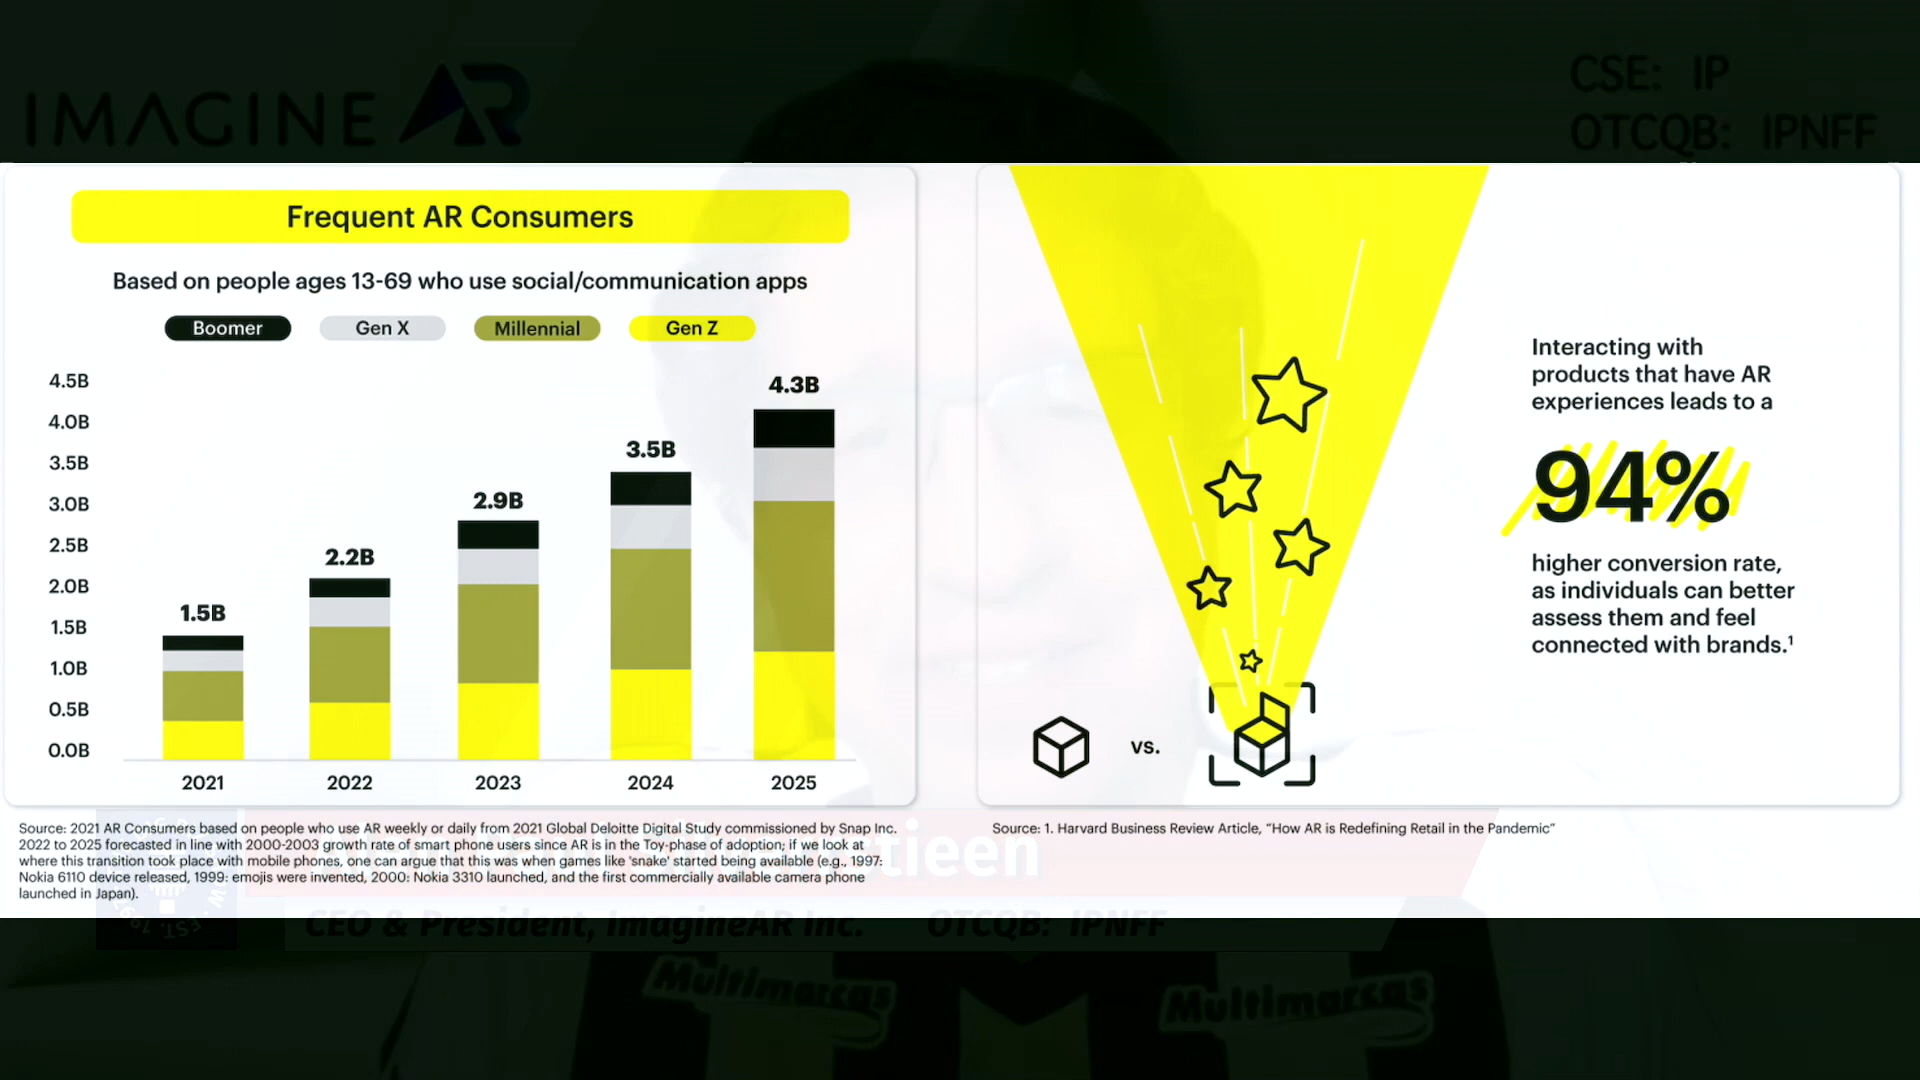 IMAGINE AR
CSE: IP
OTCQB: IPNFF
Frequent AR Consumers
Based on people ages 13-69 who use social/communication apps
Boomer Gen X Millennial Gen Z
4.5B
4.0B
3.5B
3.0B
2.5B
2.0B
1.5B
1.0B
0.5B
0.0B
1.5B
2.2B
2.9B
3.5B
4.3B
2021 2022 2023 2024 2025
Source: 2021 AR Consumers based on people who use AR weekly or daily from 2021 Global Deloitte Digital Study commissioned by Snap Inc.
2022 to 2025 forecasted in line with 2000-2003 growth rate of smart phone users since AR is in the Toy-phase of adoption; if we look at
where this transition took place with mobile phones, one can argue that this was when games like 'snake' started being available (e.g., 1997:
Nokia 6110 device released, 1999: emojis were invented, 2000: Nokia 3310 launched, and the first commercially available camera phone
launched in Japan).
vs.
Interacting with
products that have AR
experiences leads to a
94%
higher conversion rate,
as individuals can better
assess them and feel
connected with brands.¹
Source: 1. Harvard Business Review Article, “How AR is Redefining Retail in the Pandemic”
CEO & President, ImagineAR Inc. OTCQB: IPNFF
Multimarcas
Multimarcas